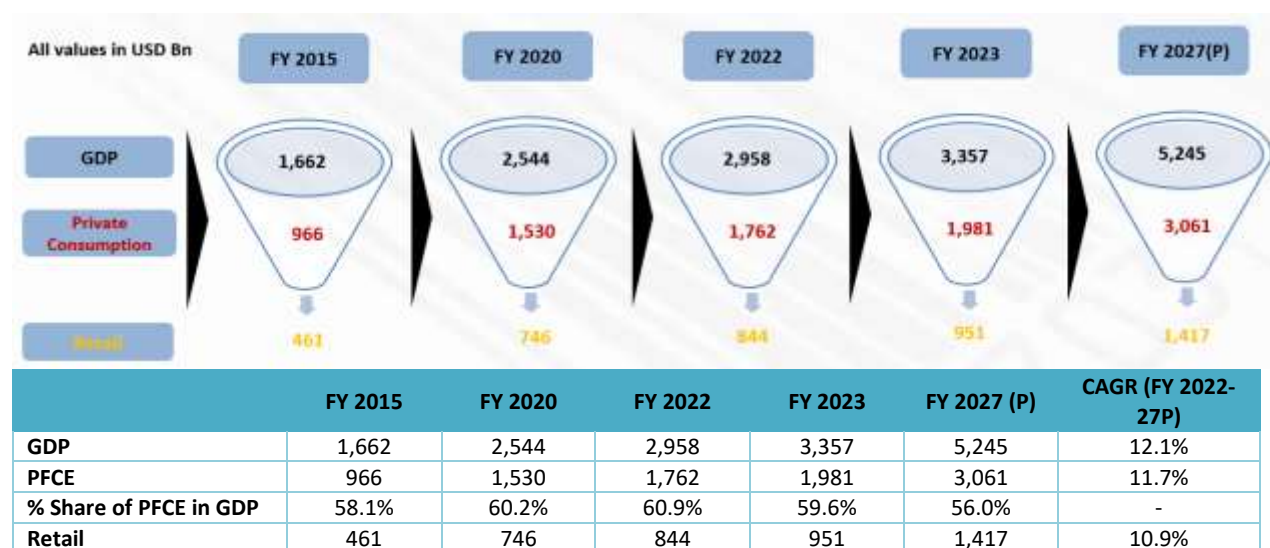 All values in USD Bn
FY 2015 FY 2020 FY 2022 FY 2023 FY 2027(P)
GDP 1,662 2,544 2,958 3,357 5,245
Private
Consumption 966 1,530 1,762 1,981 3,061
Retail 461 746 844 951 1,417
FY 2015 FY 2020 FY 2022 FY 2023 FY 2027 (P) CAGR (FY 2022-
27P)
GDP 1,662 2,544 2,958 3,357 5,245 12.1%
PFCE 966 1,530 1,762 1,981 3,061 11.7%
% Share of PFCE in GDP 58.1% 60.2% 60.9% 59.6% 56.0% -
Retail 461 746 844 951 1,417 10.9%